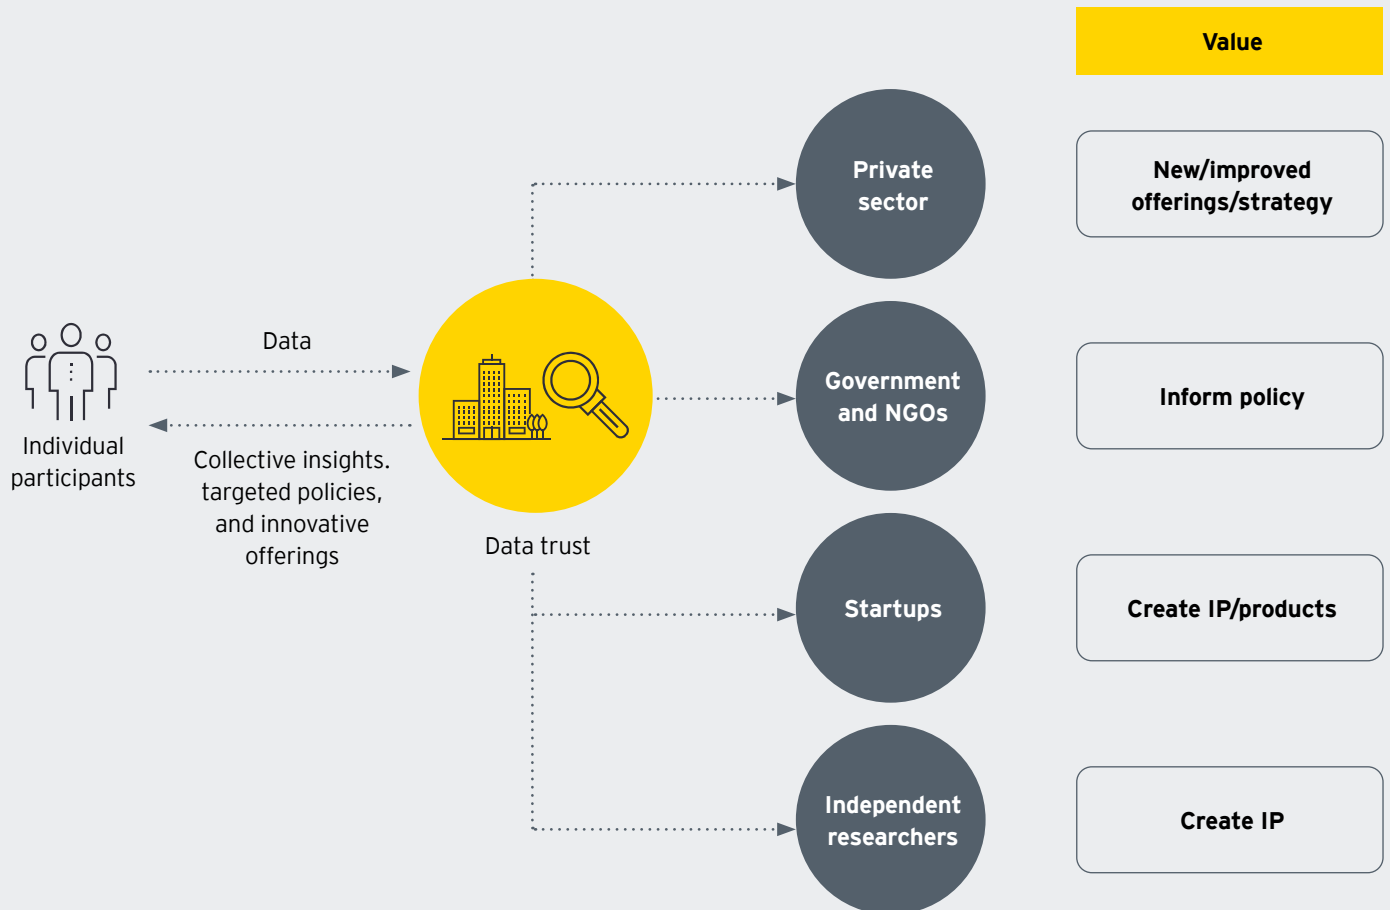 Value
Private
sector
New/improved
offerings/strategy
Data
Individual
participants
Collective insights.
targeted policies,
and innovative
offerings
Data trust
Government
and NGOs
Inform policy
Startups
Create IP/products
Independent
researchers
Create IP